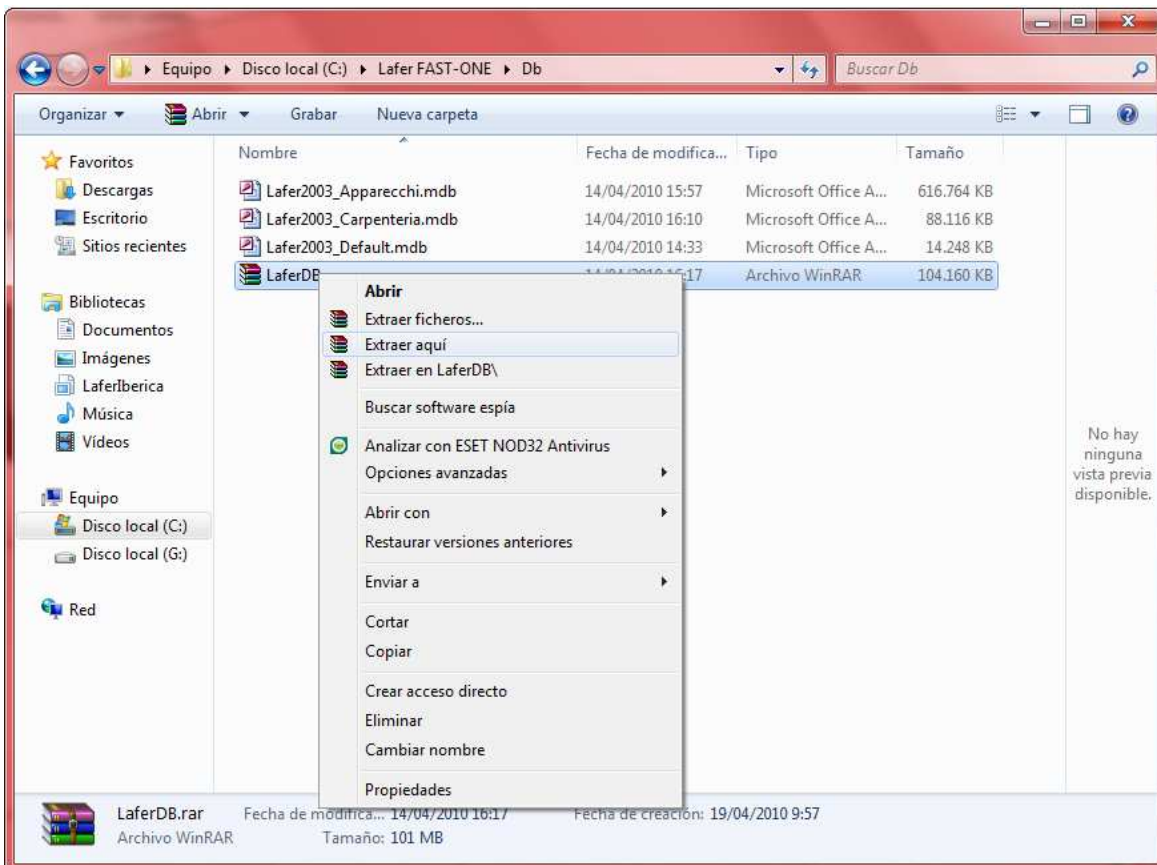 Equipo ▸ Disco local (C:) ▸ Lafer FAST-ONE ▸ Db
Buscar Db
Organizar Abrir Grabar Nueva carpeta
Favoritos
Descargas
Escritorio
Sitios recientes
Bibliotecas
Documentos
Imágenes
LaferIberica
Música
Vídeos
Equipo
Disco local (C:)
Disco local (G:)
Red
Nombre Fecha de modifica... Tipo Tamaño
Lafer2003_Apparecchi.mdb 14/04/2010 15:57 Microsoft Office A... 616.764 KB
Lafer2003_Carpenteria.mdb 14/04/2010 16:10 Microsoft Office A... 88.116 KB
Lafer2003_Default.mdb 14/04/2010 14:33 Microsoft Office A... 14.248 KB
LaferDB 14/04/2010 16:17 Archivo WinRAR 104.160 KB
Abrir
Extraer ficheros...
Extraer aquí
Extraer en LaferDB\
Buscar software espía
Analizar con ESET NOD32 Antivirus
Opciones avanzadas
Abrir con
Restaurar versiones anteriores
Enviar a
Cortar
Copiar
Crear acceso directo
Eliminar
Cambiar nombre
Propiedades
No hay
ninguna
vista previa
disponible.
LaferDB.rar Fecha de modifica... 14/04/2010 16:17 Fecha de creación: 19/04/2010 9:57
Archivo WinRAR Tamaño: 101 MB